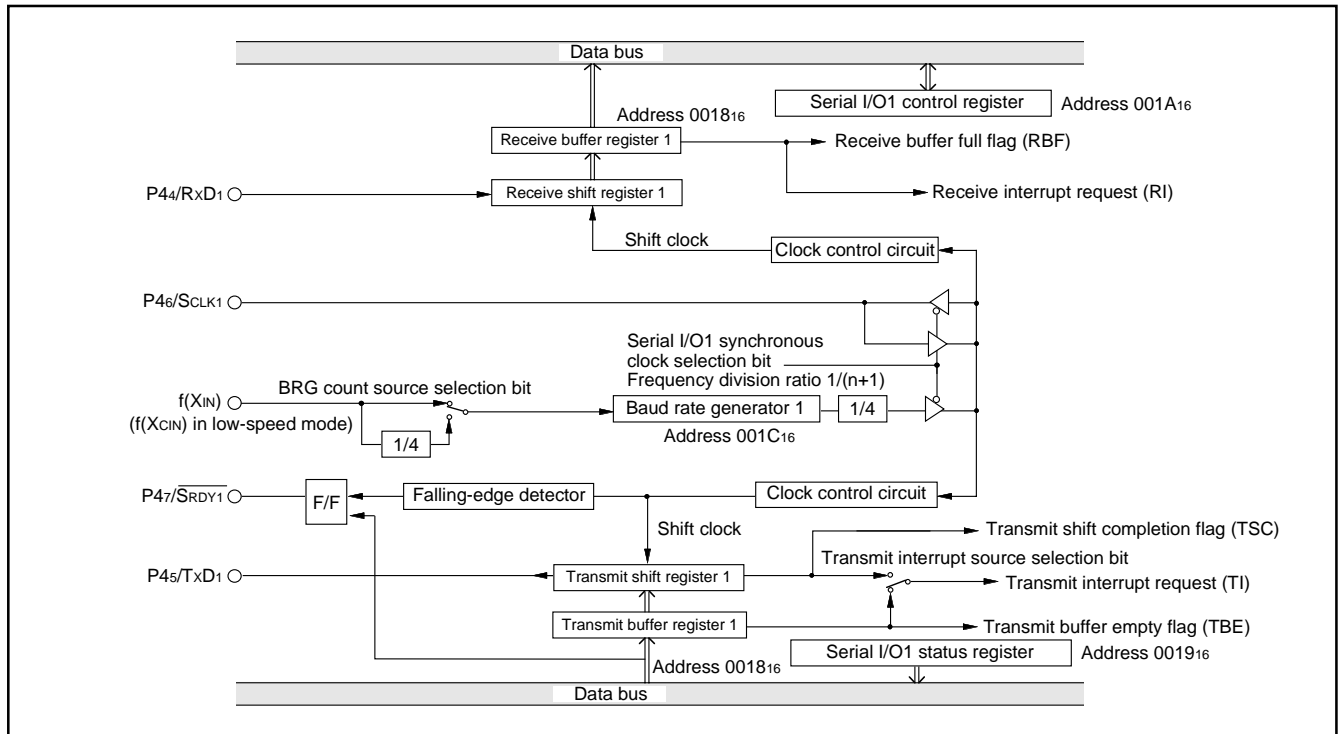 Data bus
Serial I/O1 control register Address 001A16
Address 001816
Receive buffer register 1 Receive buffer full flag (RBF)
P44/RXD1 Receive shift register 1 Receive interrupt request (RI)
Shift clock Clock control circuit
P46/SCLK1
Serial I/O1 synchronous
clock selection bit
Frequency division ratio 1/(n+1)
BRG count source selection bit
f(XIN) Baud rate generator 1 1/4
(f(XCIN) in low-speed mode)
1/4 Address 001C16
P47/SRDY1 F/F Falling-edge detector Clock control circuit
Shift clock Transmit shift completion flag (TSC)
Transmit interrupt source selection bit
P45/TXD1 Transmit shift register 1 Transmit interrupt request (TI)
Transmit buffer register 1 Transmit buffer empty flag (TBE)
Address 001816 Serial I/O1 status register Address 001916
Data bus